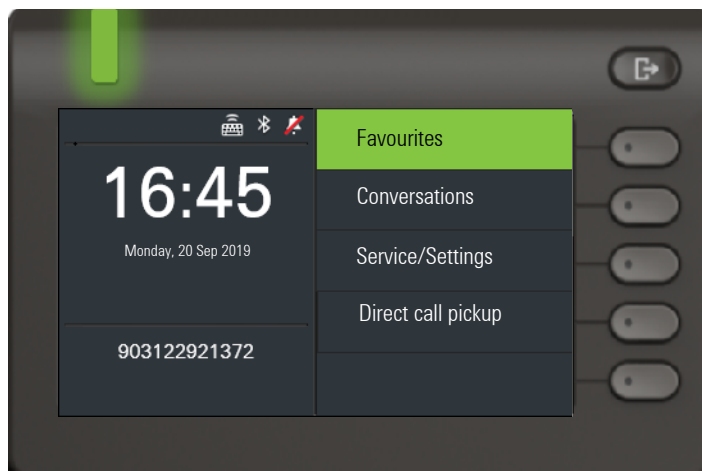 16:45
Monday, 20 Sep 2019
903122921372
Favourites
Conversations
Service/Settings
Direct call pickup